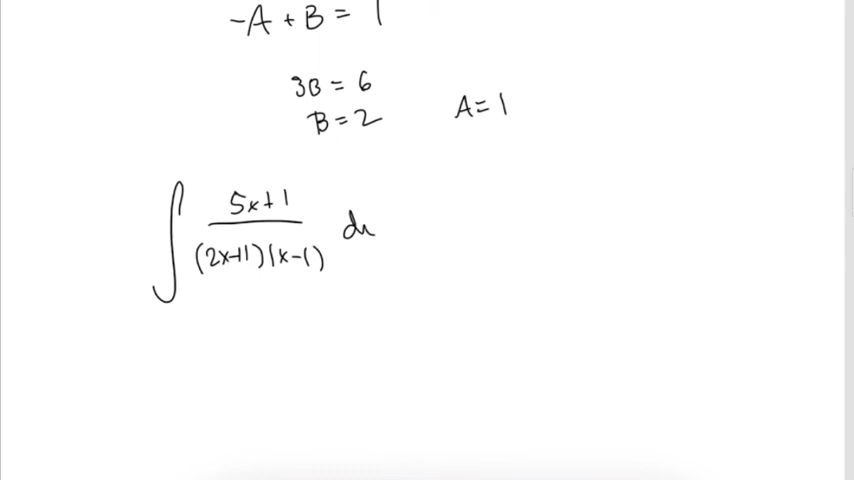 -A + B = 1
3B = 6
B = 2 A = 1
∫ (5x+1)/((2x+1)(x-1)) dx